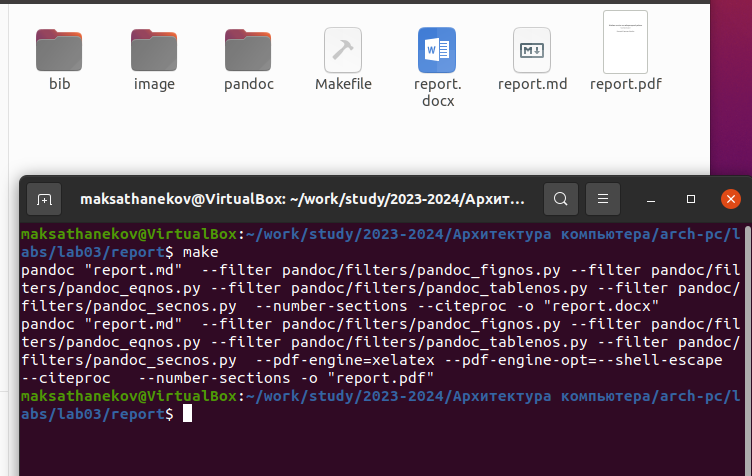 bib
image
pandoc
Makefile
report.
docx
report.md
report.pdf
maksathanekov@VirtualBox: ~/work/study/2023-2024/Архит...
maksathanekov@VirtualBox:~/work/study/2023-2024/Архитектура компьютера/arch-pc/l
abs/lab03/report$ make
pandoc "report.md"  --filter pandoc/filters/pandoc_fignos.py --filter pandoc/fil
ters/pandoc_eqnos.py --filter pandoc/filters/pandoc_tablenos.py --filter pandoc/
filters/pandoc_secnos.py  --number-sections --citeproc -o "report.docx"
pandoc "report.md"  --filter pandoc/filters/pandoc_fignos.py --filter pandoc/fil
ters/pandoc_eqnos.py --filter pandoc/filters/pandoc_tablenos.py --filter pandoc/
filters/pandoc_secnos.py  --pdf-engine=xelatex --pdf-engine-opt=--shell-escape
--citeproc   --number-sections -o "report.pdf"
maksathanekov@VirtualBox:~/work/study/2023-2024/Архитектура компьютера/arch-pc/l
abs/lab03/report$